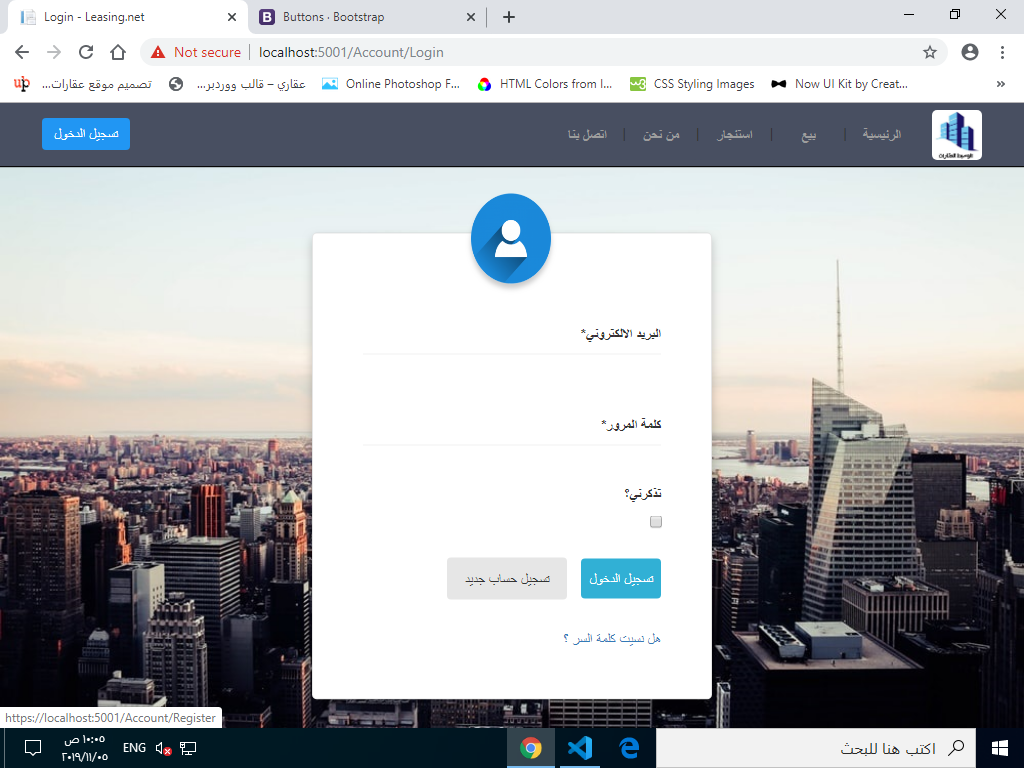 Login - Leasing.net
Buttons · Bootstrap
Not secure
localhost:5001/Account/Login
تصميم موقع عقارات...
عقاري – قالب ووردبر...
Online Photoshop F...
HTML Colors from I...
CSS Styling Images
Now UI Kit by Creat...
»
الوسيط العقارات
الرئيسية
بيع
استئجار
من نحن
اتصل بنا
تسجيل الدخول
البريد الالكتروني*
كلمة المرور*
تذكرني؟
تسجيل الدخول
تسجيل حساب جديد
هل نسيت كلمة السر ؟
https://localhost:5001/Account/Register
اكتب هنا للبحث
ENG
١٠:٠٥ ص
٢٠١٩/١١/٠٥